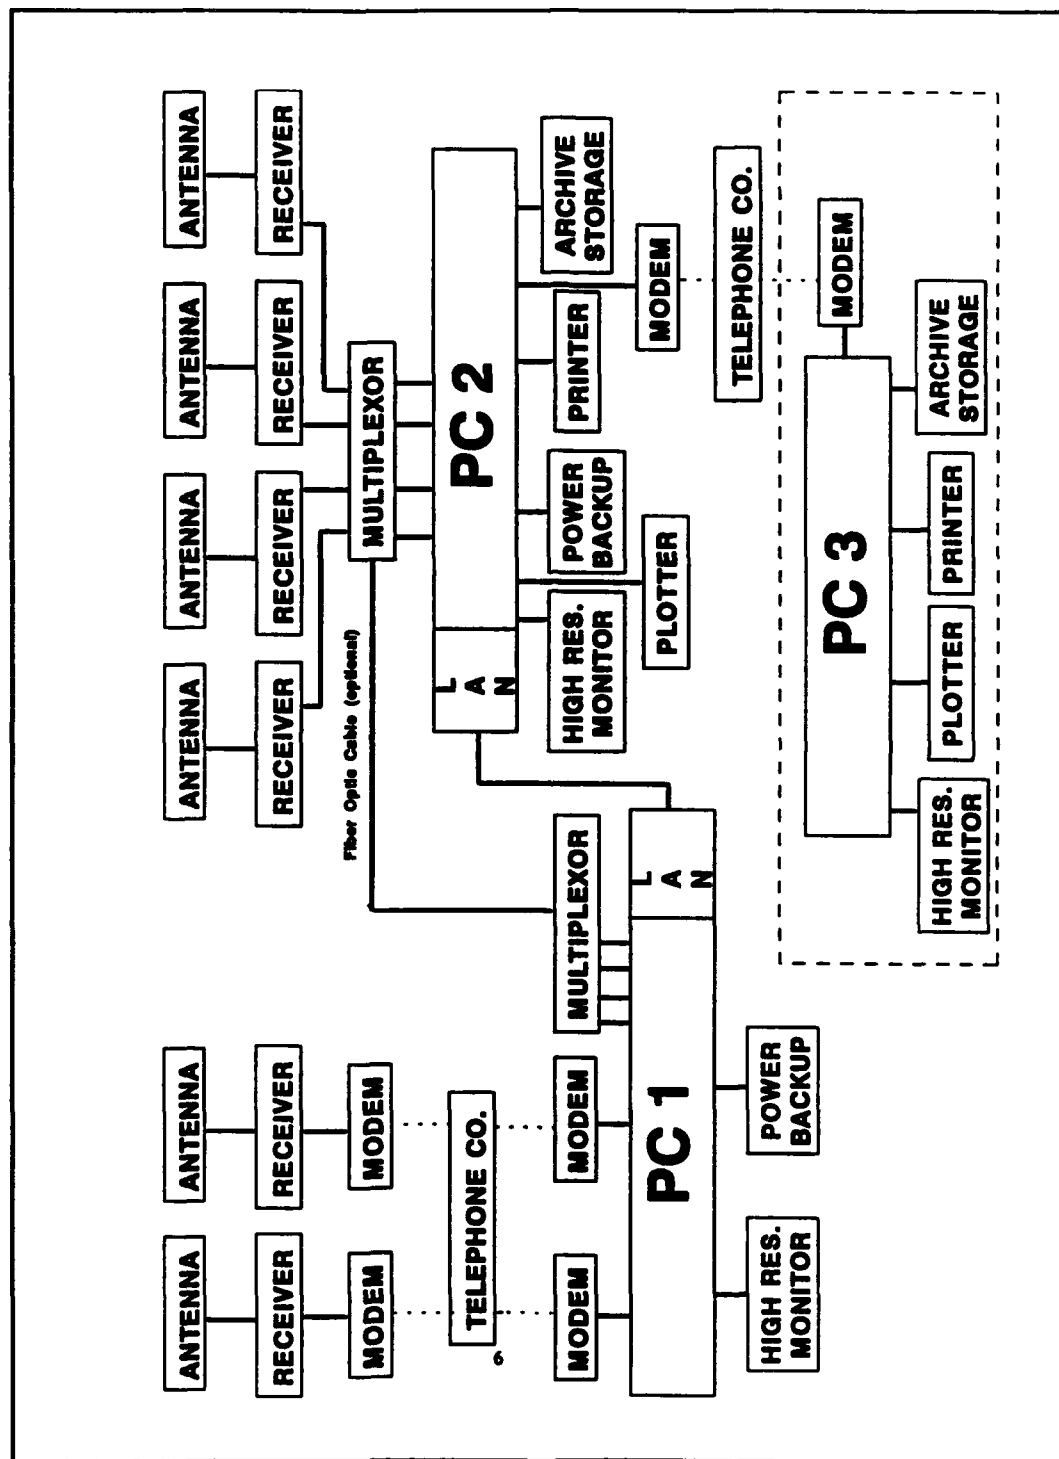 ANTENNA
ANTENNA
ANTENNA
ANTENNA
ANTENNA
ANTENNA
RECEIVER
RECEIVER
RECEIVER
RECEIVER
RECEIVER
RECEIVER
MODEM
MODEM
Fiber Optic Cable (optional)
MULTIPLEXOR
TELEPHONE CO.
LAN
PC 2
MODEM
MODEM
MULTIPLEXOR
HIGH RES.
MONITOR
POWER
BACKUP
PRINTER
ARCHIVE
STORAGE
PLOTTER
MODEM
PC 1
LAN
TELEPHONE CO.
HIGH RES.
MONITOR
POWER
BACKUP
PC 3
MODEM
HIGH RES.
MONITOR
PLOTTER
PRINTER
ARCHIVE
STORAGE
6